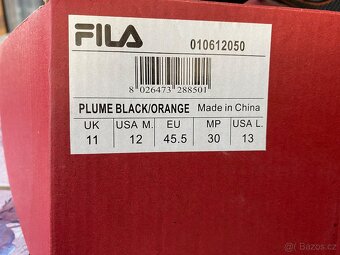 FILA
010612050
8 026473 288501
PLUME BLACK/ORANGE Made in China
UK USA M. EU MP USA L.
11 12 45.5 30 13
© Bazos.cz